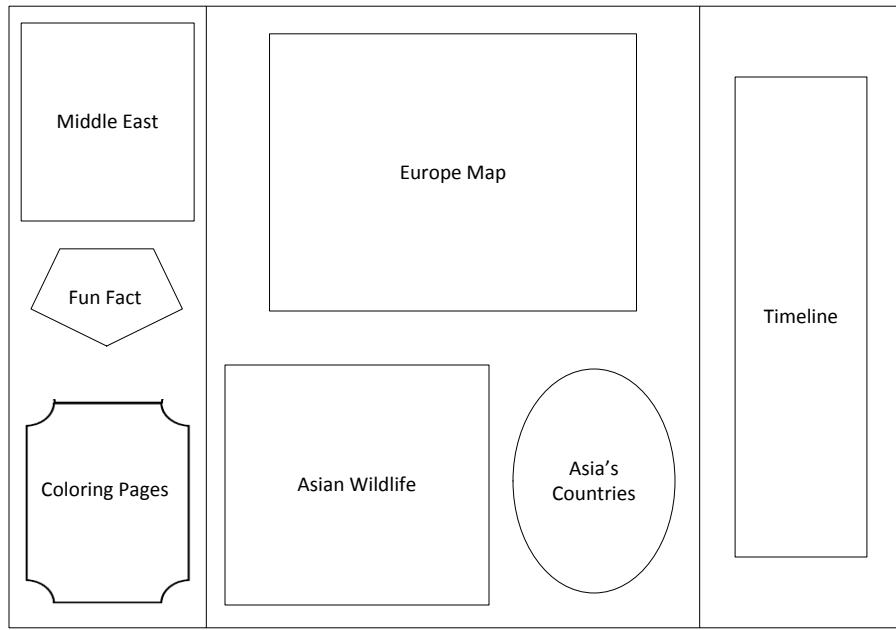 Middle East
Fun Fact
Coloring Pages
Europe Map
Asian Wildlife
Asia’s
Countries
Timeline